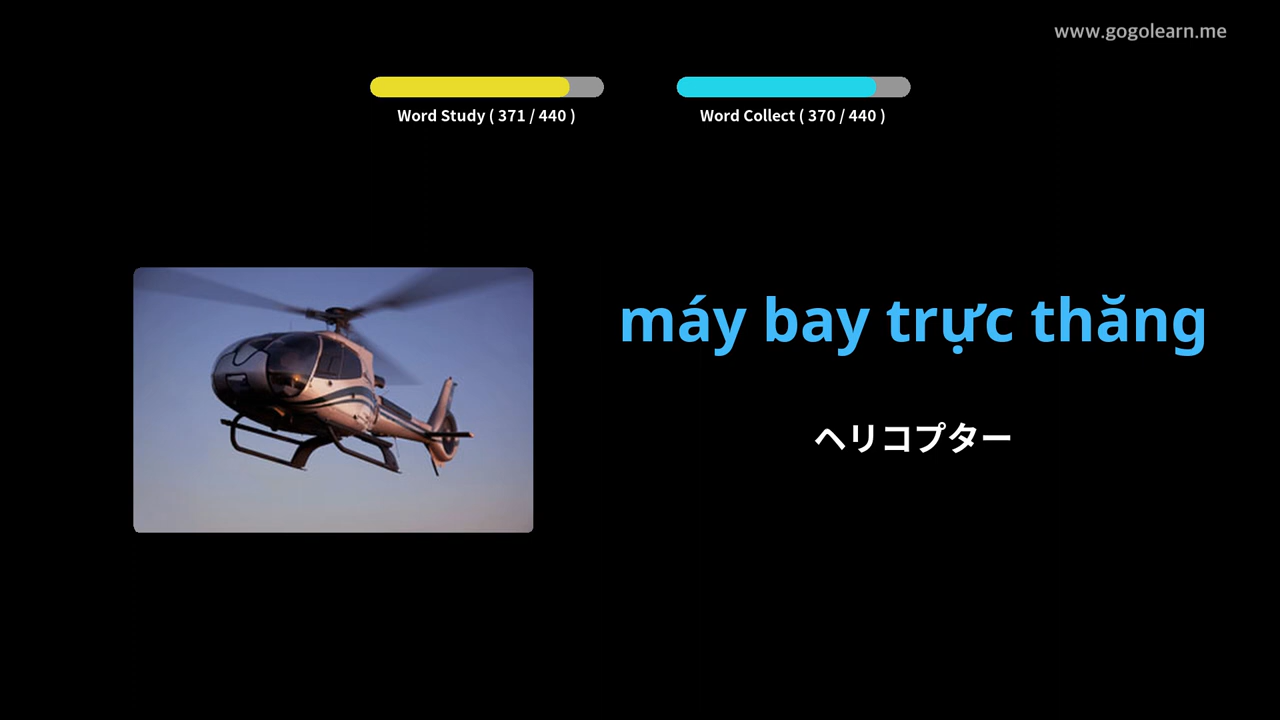 www.gogolearn.me
Word Study ( 371 / 440 )
Word Collect ( 370 / 440 )
máy bay trực thăng
ヘリコプター